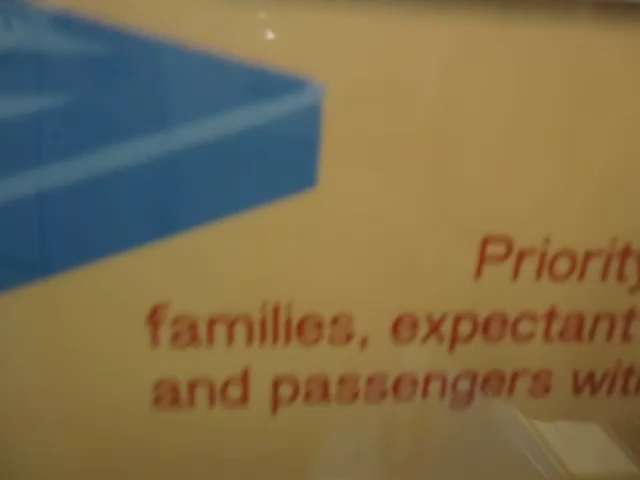 Priority
families, expectant
and passengers with